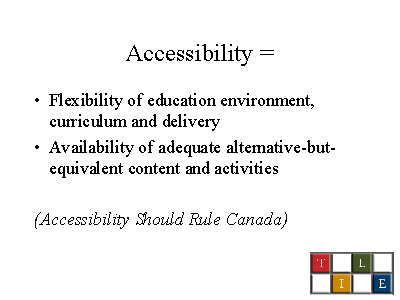 Accessibility =
• Flexibility of education environment,
curriculum and delivery
• Availability of adequate alternative-but-
equivalent content and activities
(Accessibility Should Rule Canada)
T L
I E